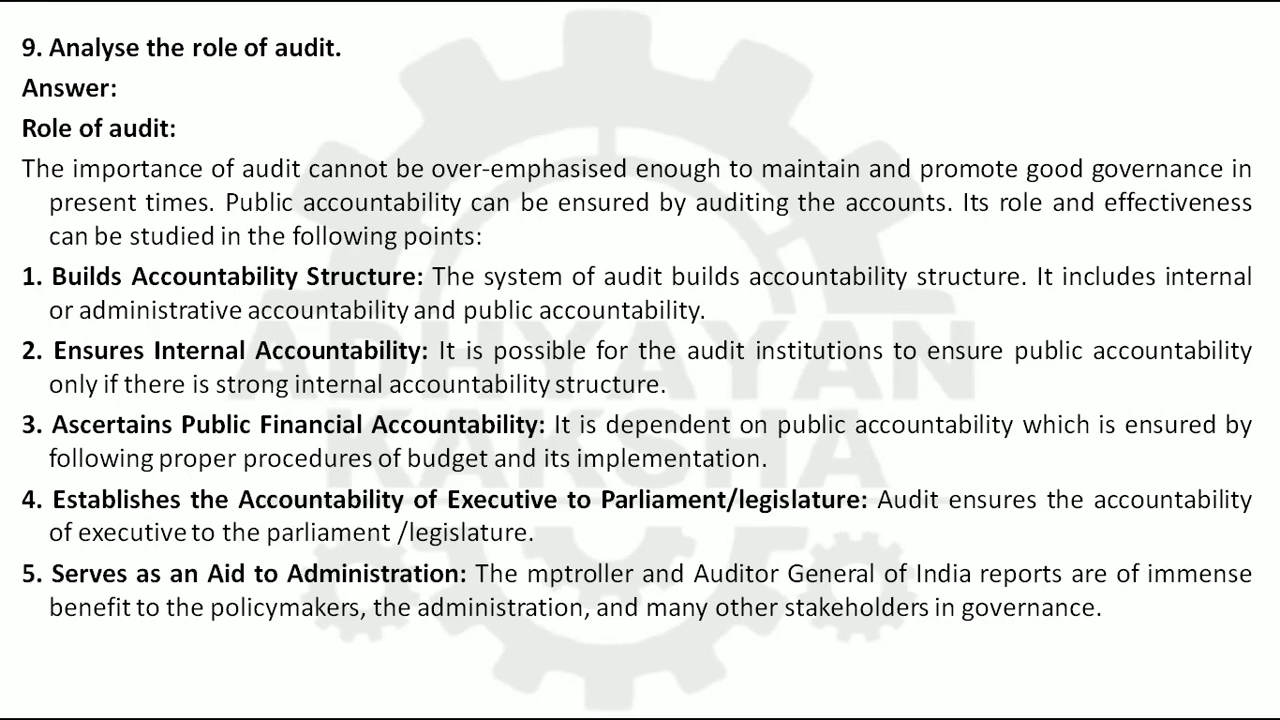 9. Analyse the role of audit.
Answer:
Role of audit:
The importance of audit cannot be over-emphasised enough to maintain and promote good governance in
present times. Public accountability can be ensured by auditing the accounts. Its role and effectiveness
can be studied in the following points:
1. Builds Accountability Structure: The system of audit builds accountability structure. It includes internal
or administrative accountability and public accountability.
2. Ensures Internal Accountability: It is possible for the audit institutions to ensure public accountability
only if there is strong internal accountability structure.
3. Ascertains Public Financial Accountability: It is dependent on public accountability which is ensured by
following proper procedures of budget and its implementation.
4. Establishes the Accountability of Executive to Parliament/legislature: Audit ensures the accountability
of executive to the parliament /legislature.
5. Serves as an Aid to Administration: The mptroller and Auditor General of India reports are of immense
benefit to the policymakers, the administration, and many other stakeholders in governance.
ADHYAYAN
KAKSHA